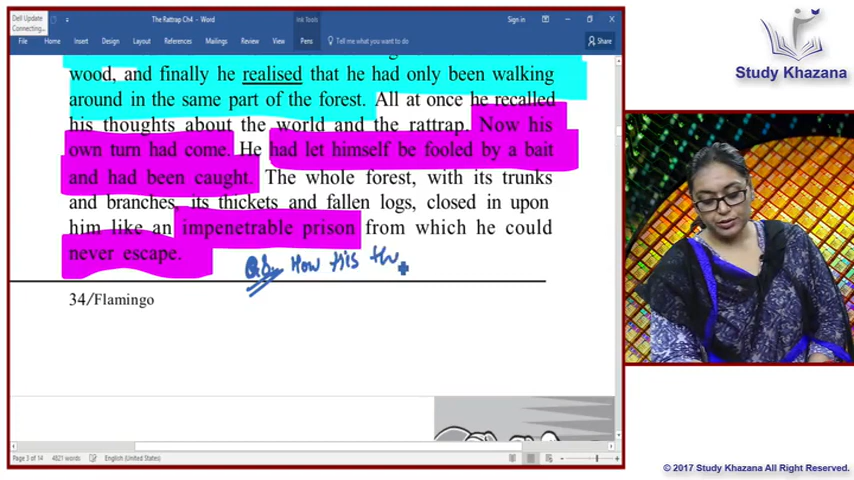 Dell Update
Connecting...
The Rattrap Ch4 - Word
Ink Tools
Sign in
File Home Insert Design Layout References Mailings Review View Pens Tell me what you want to do Share
wood, and finally he realised that he had only been walking
around in the same part of the forest. All at once he recalled
his thoughts about the world and the rattrap. Now his
own turn had come. He had let himself be fooled by a bait
and had been caught. The whole forest, with its trunks
and branches, its thickets and fallen logs, closed in upon
him like an impenetrable prison from which he could
never escape.
Q8. How His
34/Flamingo
Page 3 of 14 4821 words English (United States)
Study Khazana
© 2017 Study Khazana All Right Reserved.